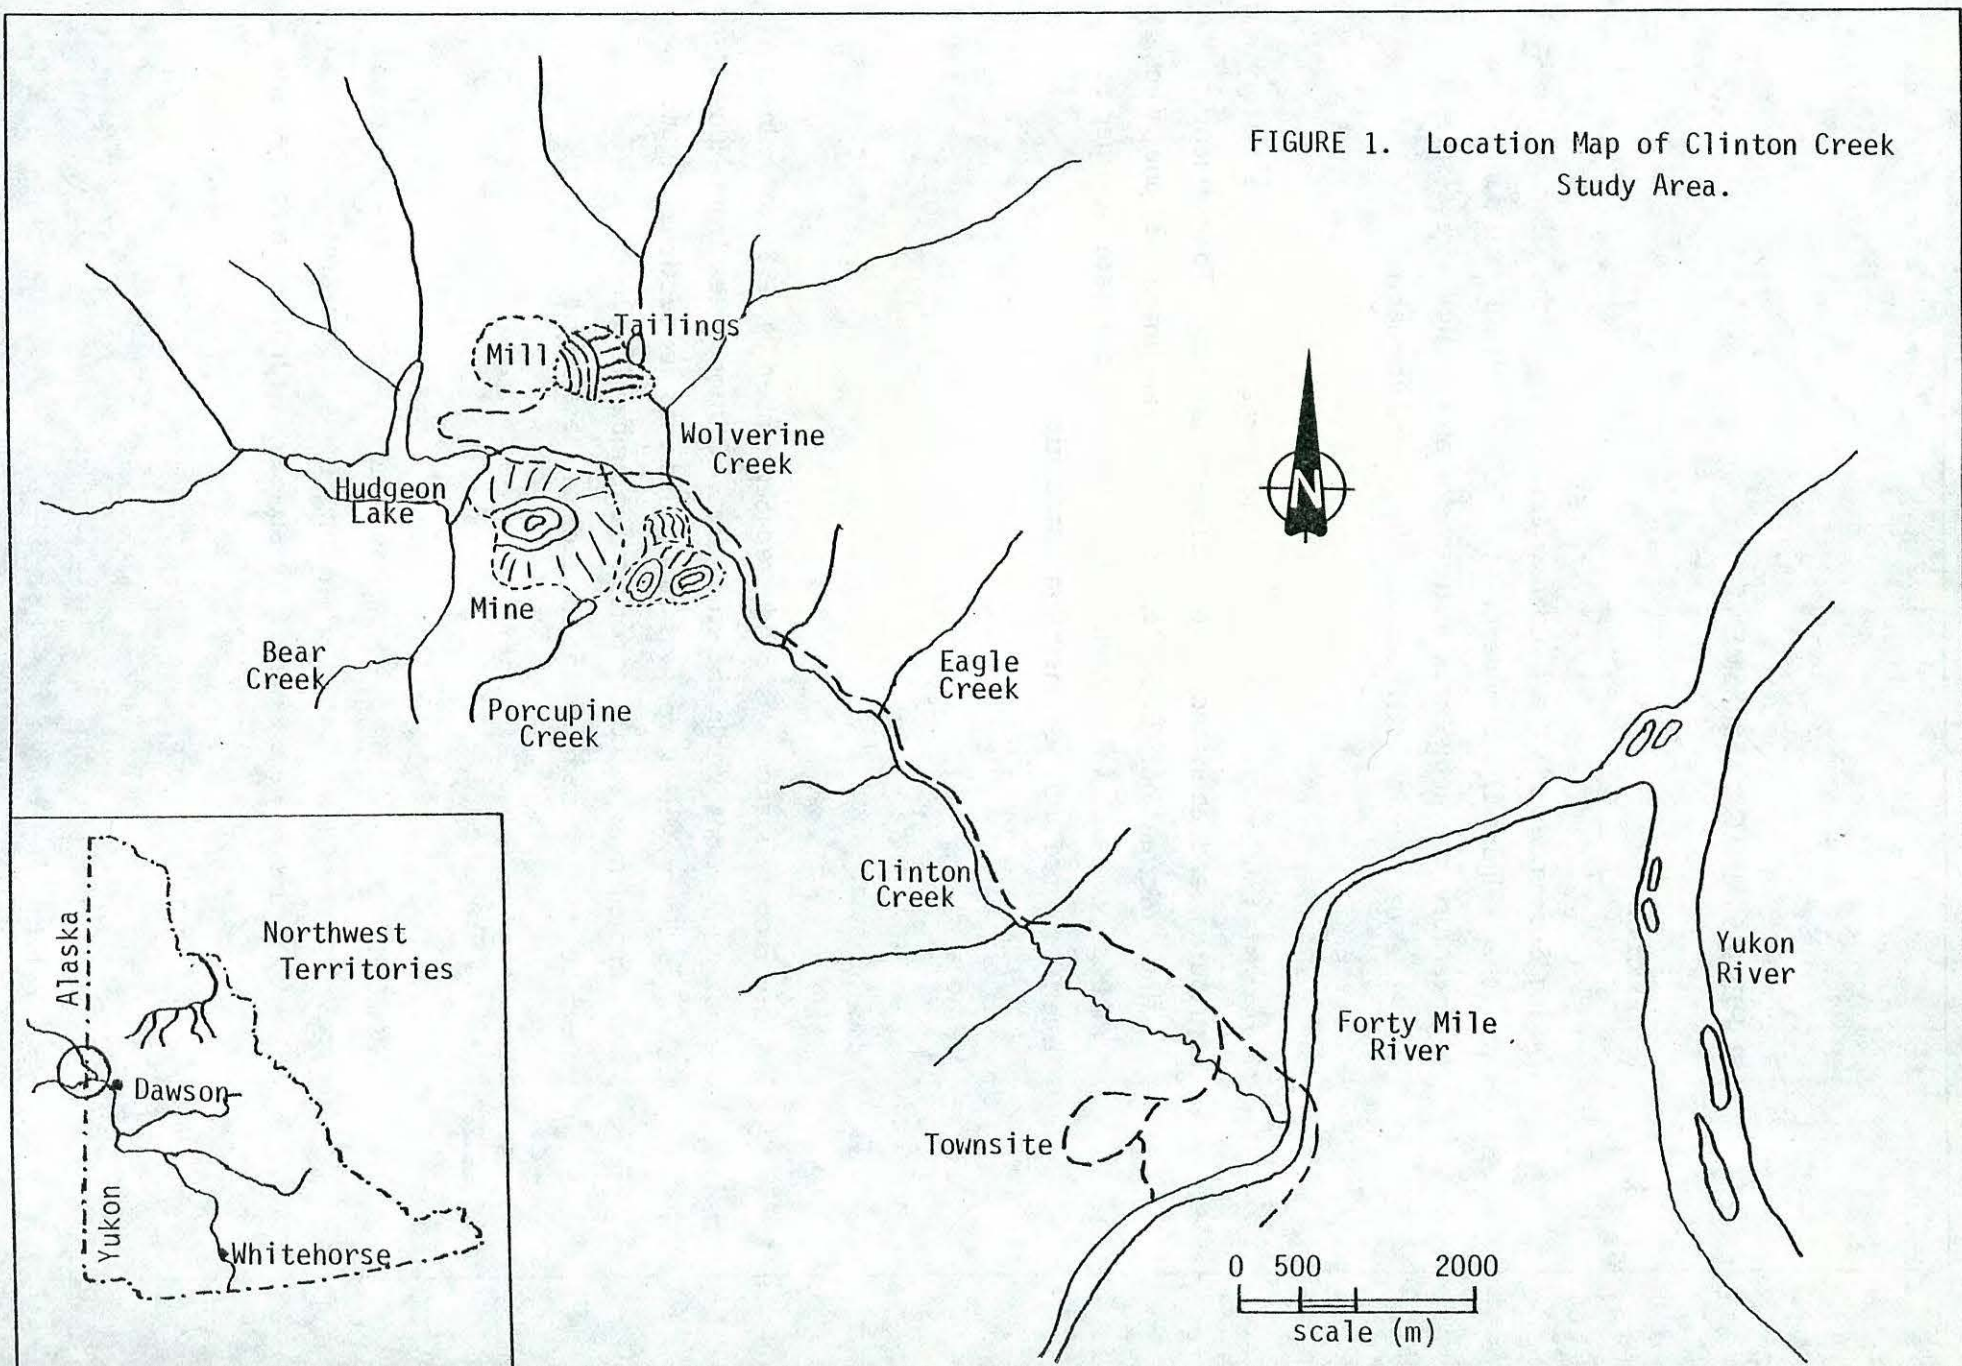 FIGURE 1. Location Map of Clinton Creek
Study Area.
Tailings
Mill
Wolverine
Creek
Hudgeon
Lake
N
Mine
Bear
Creek
Eagle
Creek
Porcupine
Creek
Clinton
Creek
Northwest
Territories
Alaska
Yukon
River
Forty Mile
River
Dawson
Townsite
Yukon
Whitehorse
0 500 2000
scale (m)